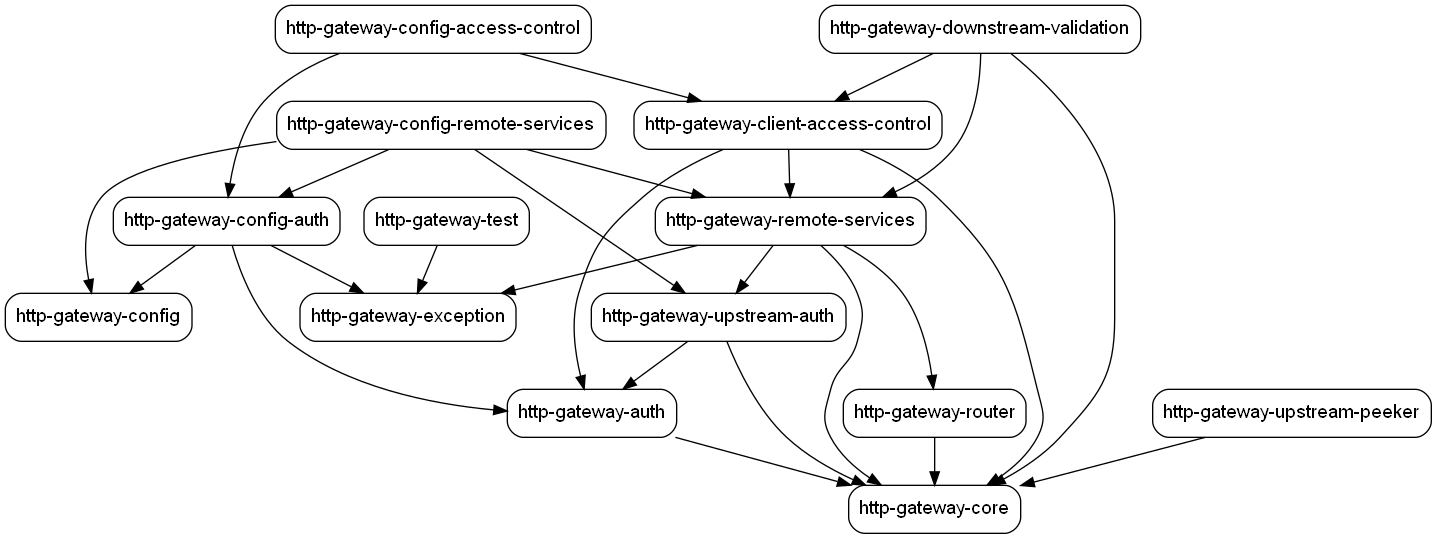 http-gateway-config-access-control
http-gateway-downstream-validation
http-gateway-config-remote-services
http-gateway-client-access-control
http-gateway-config-auth
http-gateway-test
http-gateway-remote-services
http-gateway-config
http-gateway-exception
http-gateway-upstream-auth
http-gateway-auth
http-gateway-router
http-gateway-upstream-peeker
http-gateway-core